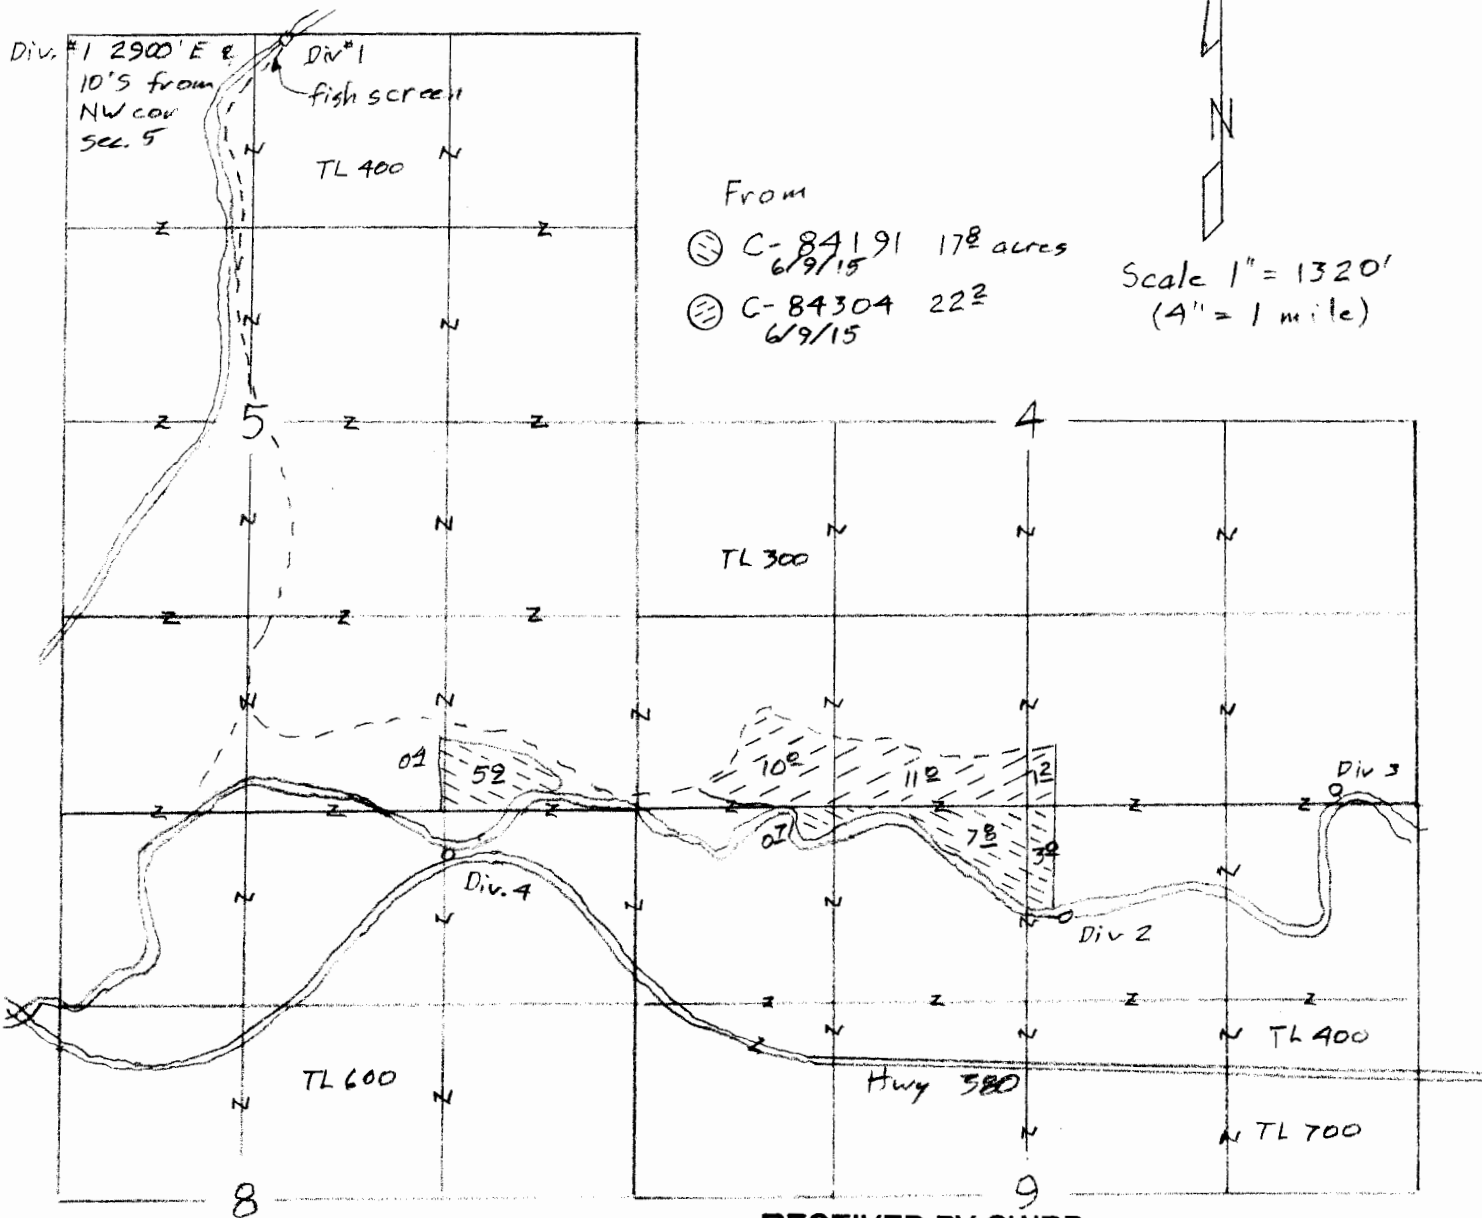 Div. #1 2900' E &
10'S from
NW cor
sec. 5
Div #1
fish screen
TL 400
N
From
C-84191 17.8 acres
6/9/15
C-84304 22.2
6/9/15
Scale 1" = 1320'
(4" = 1 mile)
5
4
TL 300
0.4
5.2
10.0
11.0
1.2
Div 3
0.7
7.8
3.0
Div. 4
Div 2
TL 400
TL 600
Hwy 380
TL 700
8
9